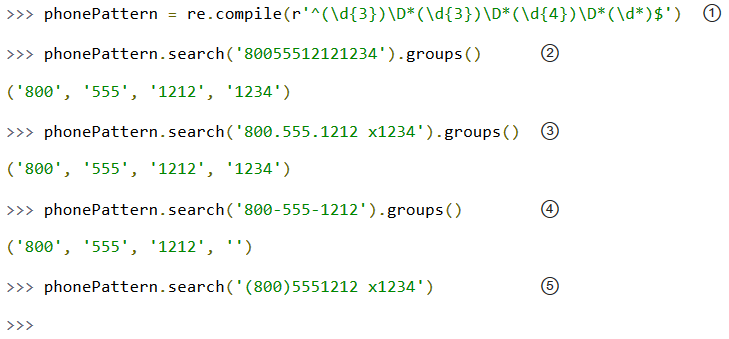 >>> phonePattern = re.compile(r'^(\d{3})\D*(\d{3})\D*(\d{4})\D*(\d*)$') ①
>>> phonePattern.search('80055512121234').groups() ②
('800', '555', '1212', '1234')
>>> phonePattern.search('800.555.1212 x1234').groups() ③
('800', '555', '1212', '1234')
>>> phonePattern.search('800-555-1212').groups() ④
('800', '555', '1212', '')
>>> phonePattern.search('(800)5551212 x1234') ⑤
>>>